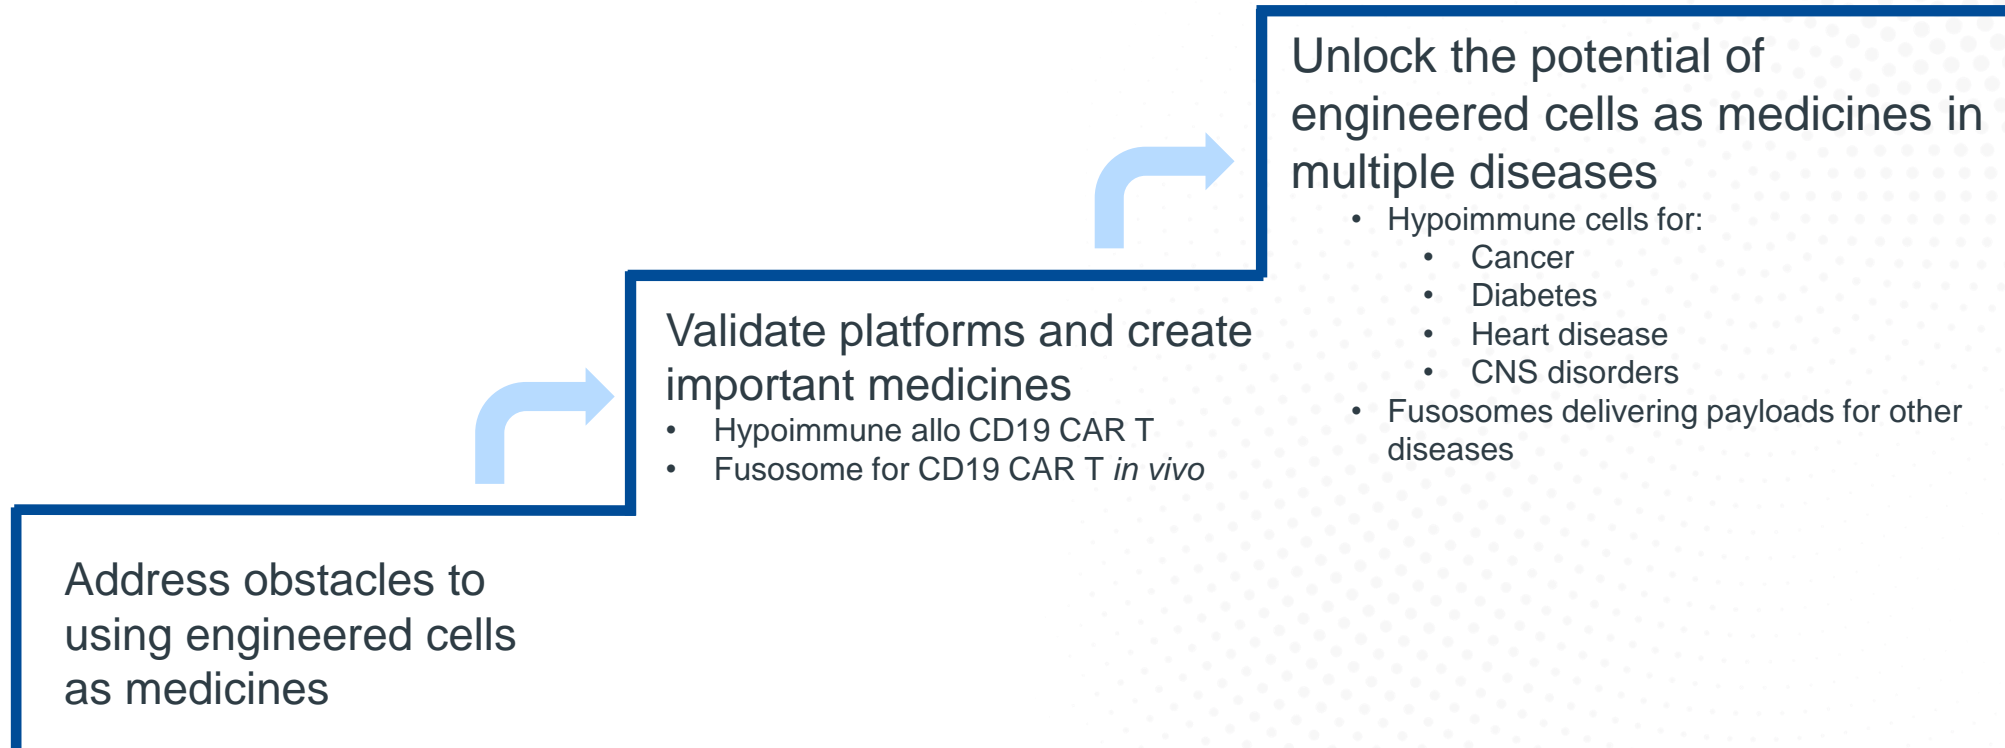 Address obstacles to
using engineered cells
as medicines
Validate platforms and create
important medicines
• Hypoimmune allo CD19 CAR T
• Fusosome for CD19 CAR T in vivo
Unlock the potential of
engineered cells as medicines in
multiple diseases
• Hypoimmune cells for:
• Cancer
• Diabetes
• Heart disease
• CNS disorders
• Fusosomes delivering payloads for other
diseases